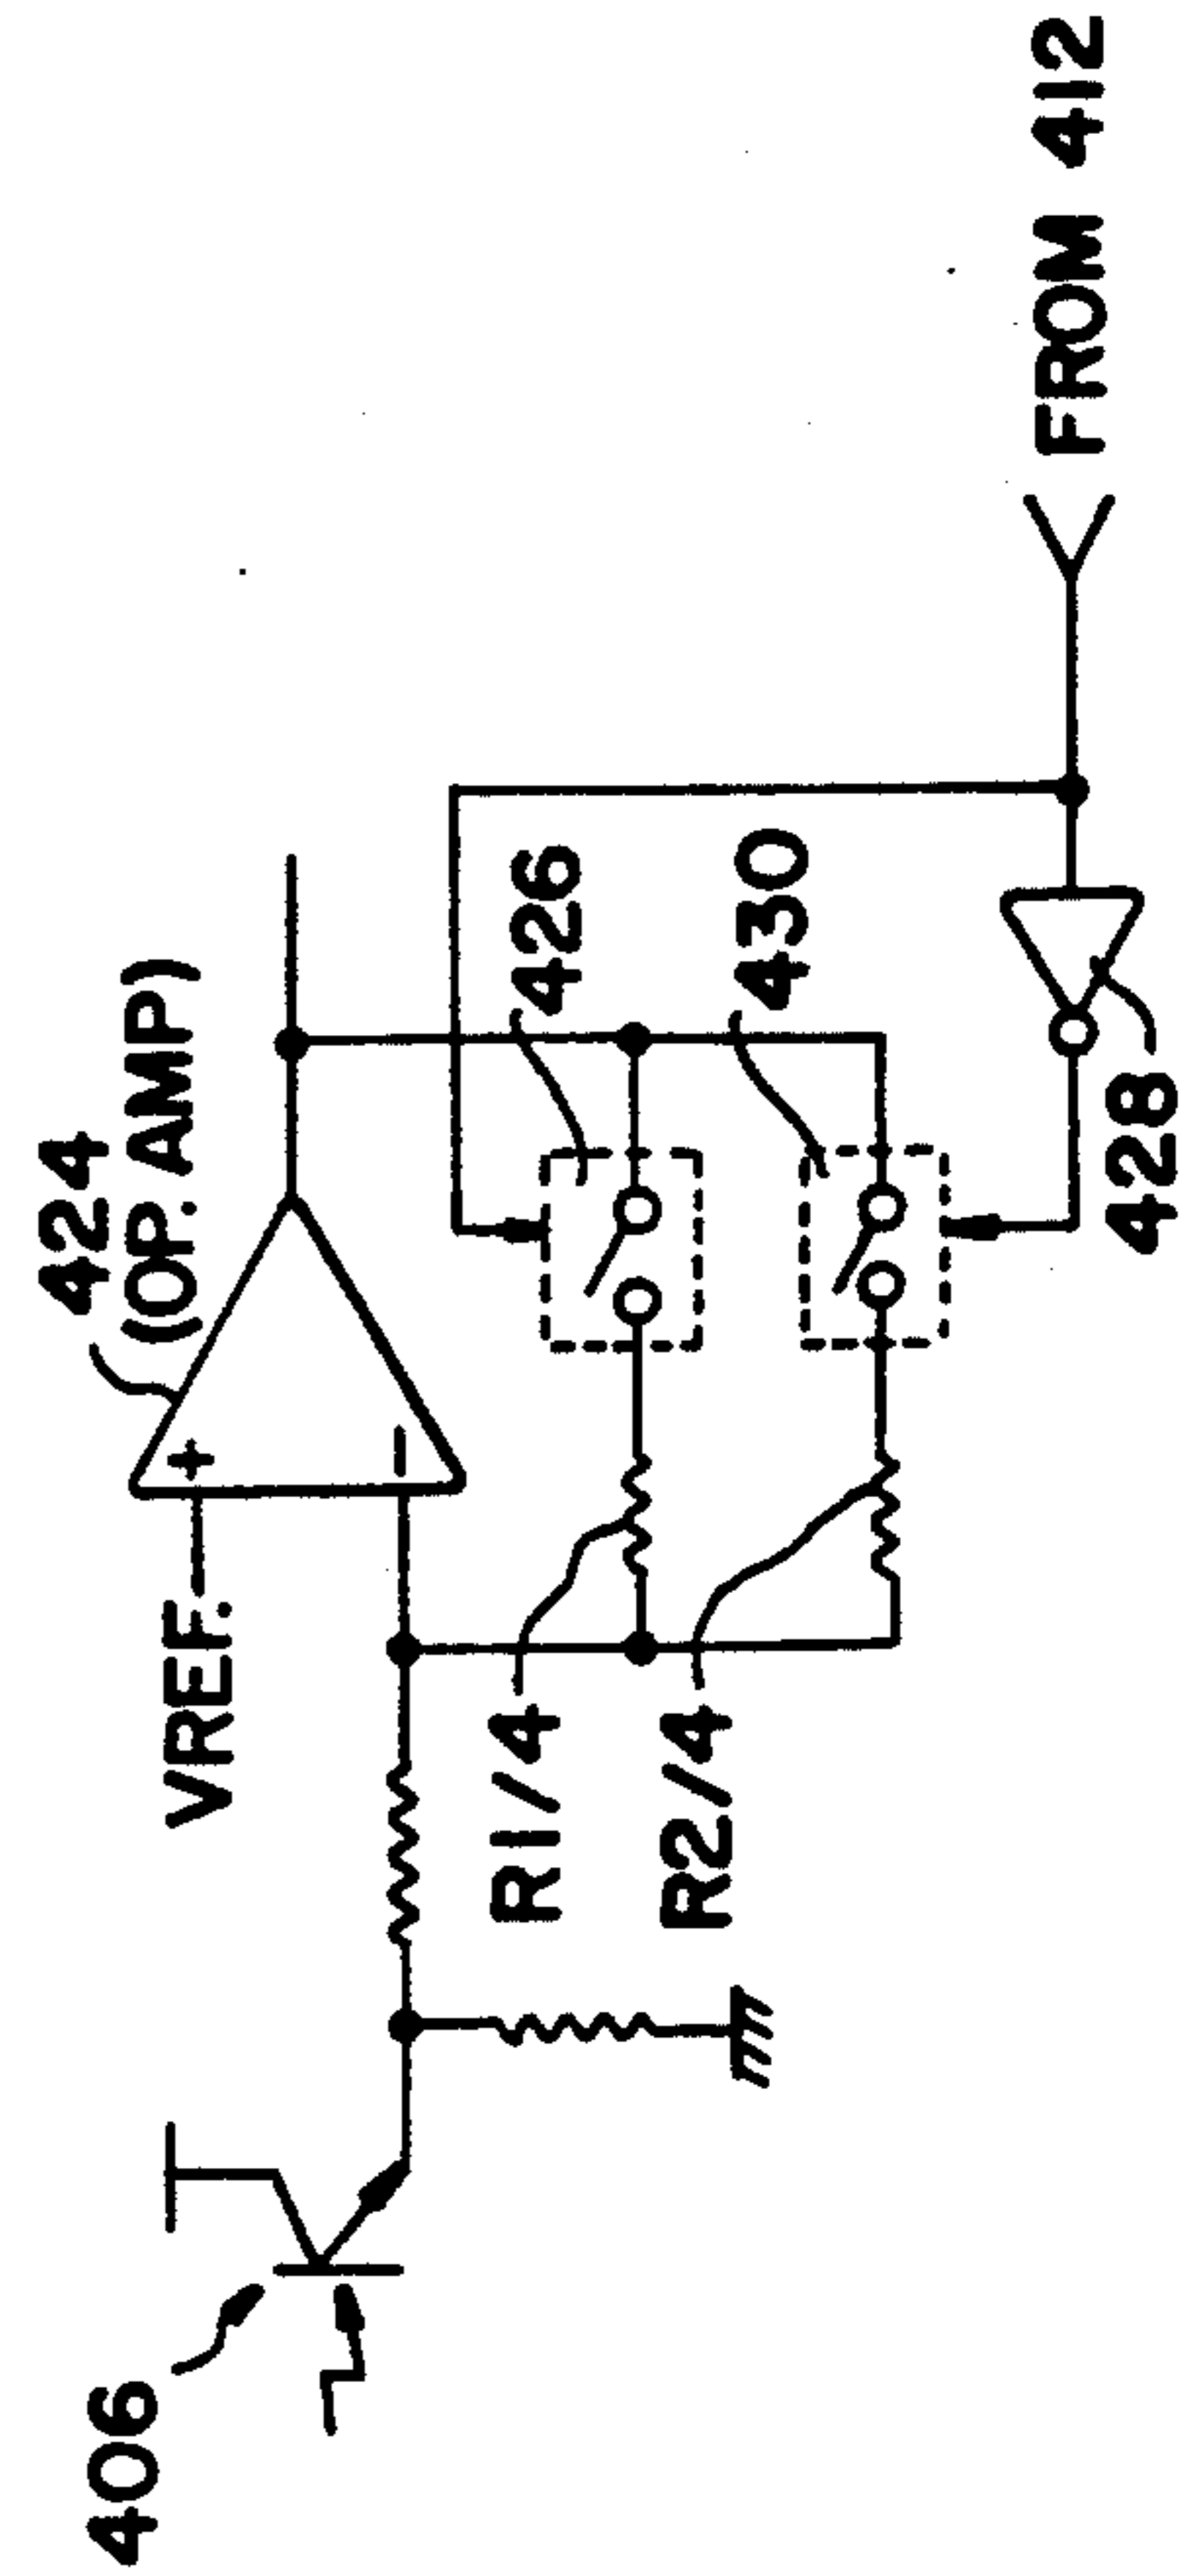 424
(OP. AMP)
VREF.
+
−
406
426
R1/4
430
R2/4
428
FROM 412